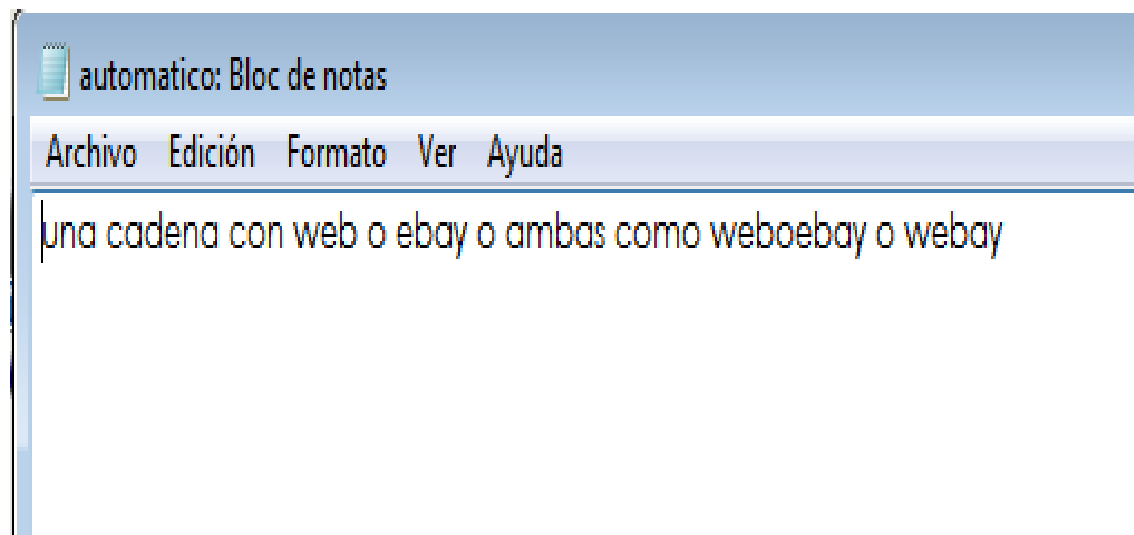 automatico: Bloc de notas
Archivo Edición Formato Ver Ayuda
una cadena con web o ebay o ambas como weboebay o webay